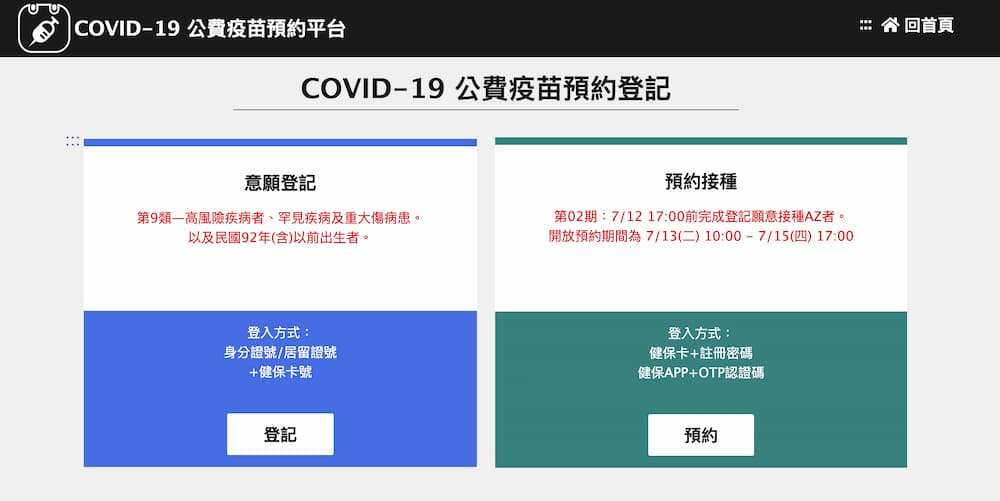 COVID-19 公費疫苗預約平台
回首頁
COVID-19 公費疫苗預約登記
意願登記
第9類—高風險疾病者、罕見疾病及重大傷病患。
以及民國92年(含)以前出生者。
登入方式：
身分證號/居留證號
+健保卡號
登記
預約接種
第02期：7/12 17:00前完成登記願意接種AZ者。
開放預約期間為 7/13(二) 10:00 - 7/15(四) 17:00
登入方式：
健保卡+註冊密碼
健保APP+OTP認證碼
預約